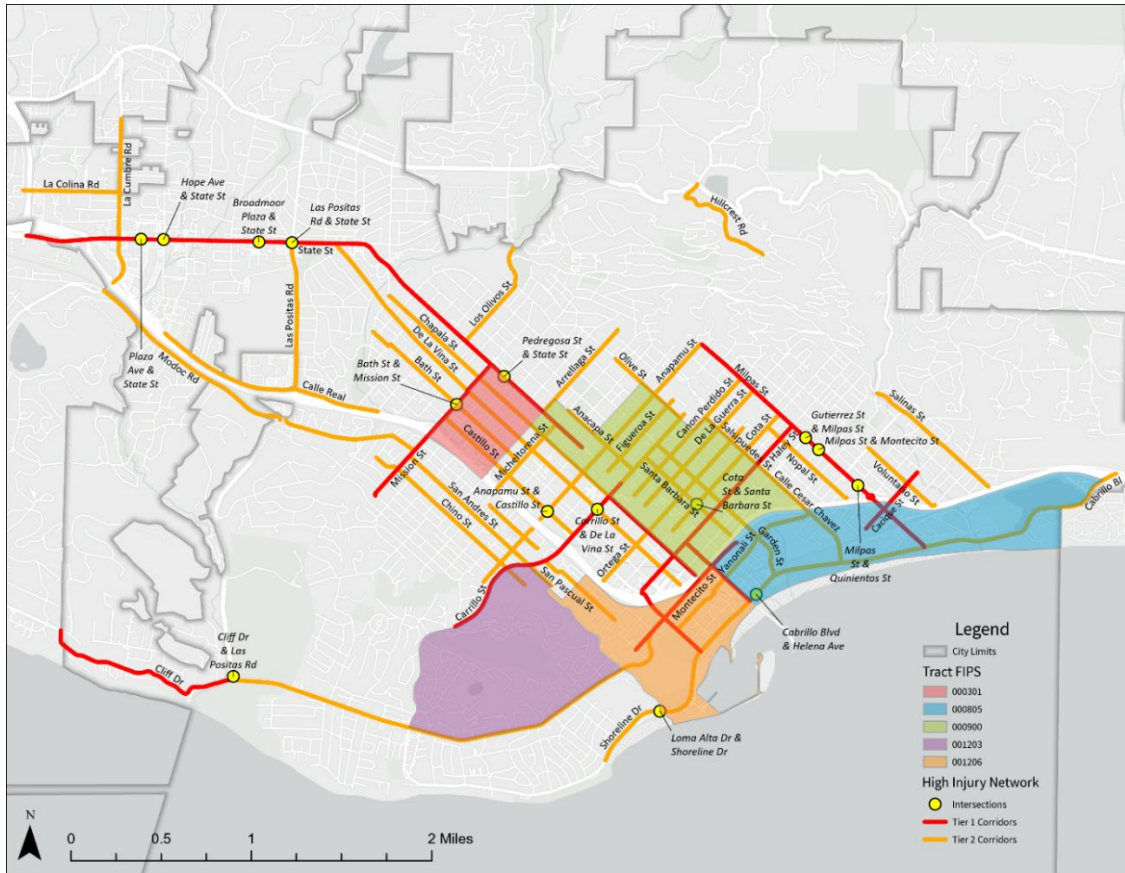 La Colina Rd
La Cumbre Rd
Hope Ave
& State St
Broadmoor
Plaza &
State St
Las Positas
Rd & State St
State St
Hillcrest Rd
Las Positas Rd
Los Olivos St
Plaza
Ave &
State St
Modoc Rd
Calle Real
Chapala St
De La Vina St
Bath St
Bath St &
Mission St
Pedregosa St
& State St
Arrellaga St
Olive St
Anapamu St
Milpas St
Salinas St
Castillo St
Mission St
Micheltorena St
Anacapa St
Figueroa St
Cañon Perdido St
De La Guerra St
Salsipuedes St
Cota St
Haley St
Nopal St
Gutierrez St
& Milpas St
Milpas St & Montecito St
Voluntario St
San Andres St
Chino St
Anapamu St &
Castillo St
Carrillo St
& De La
Vina St
Santa Barbara St
Cota
St & Santa
Barbara St
Calle Cesar Chavez
Cacique St
Cabrillo Bl
Ortega St
Yanonali St
Garden St
Milpas
St &
Quinientos St
Carrillo St
San Pascual St
Montecito St
Cabrillo Blvd
& Helena Ave
Cliff Dr
& Las
Positas Rd
Cliff Dr
Shoreline Dr
Loma Alta Dr &
Shoreline Dr
Legend
City Limits
Tract FIPS
000301
000805
000900
001203
001206
High Injury Network
Intersections
Tier 1 Corridors
Tier 2 Corridors
N
0 0.5 1 2 Miles